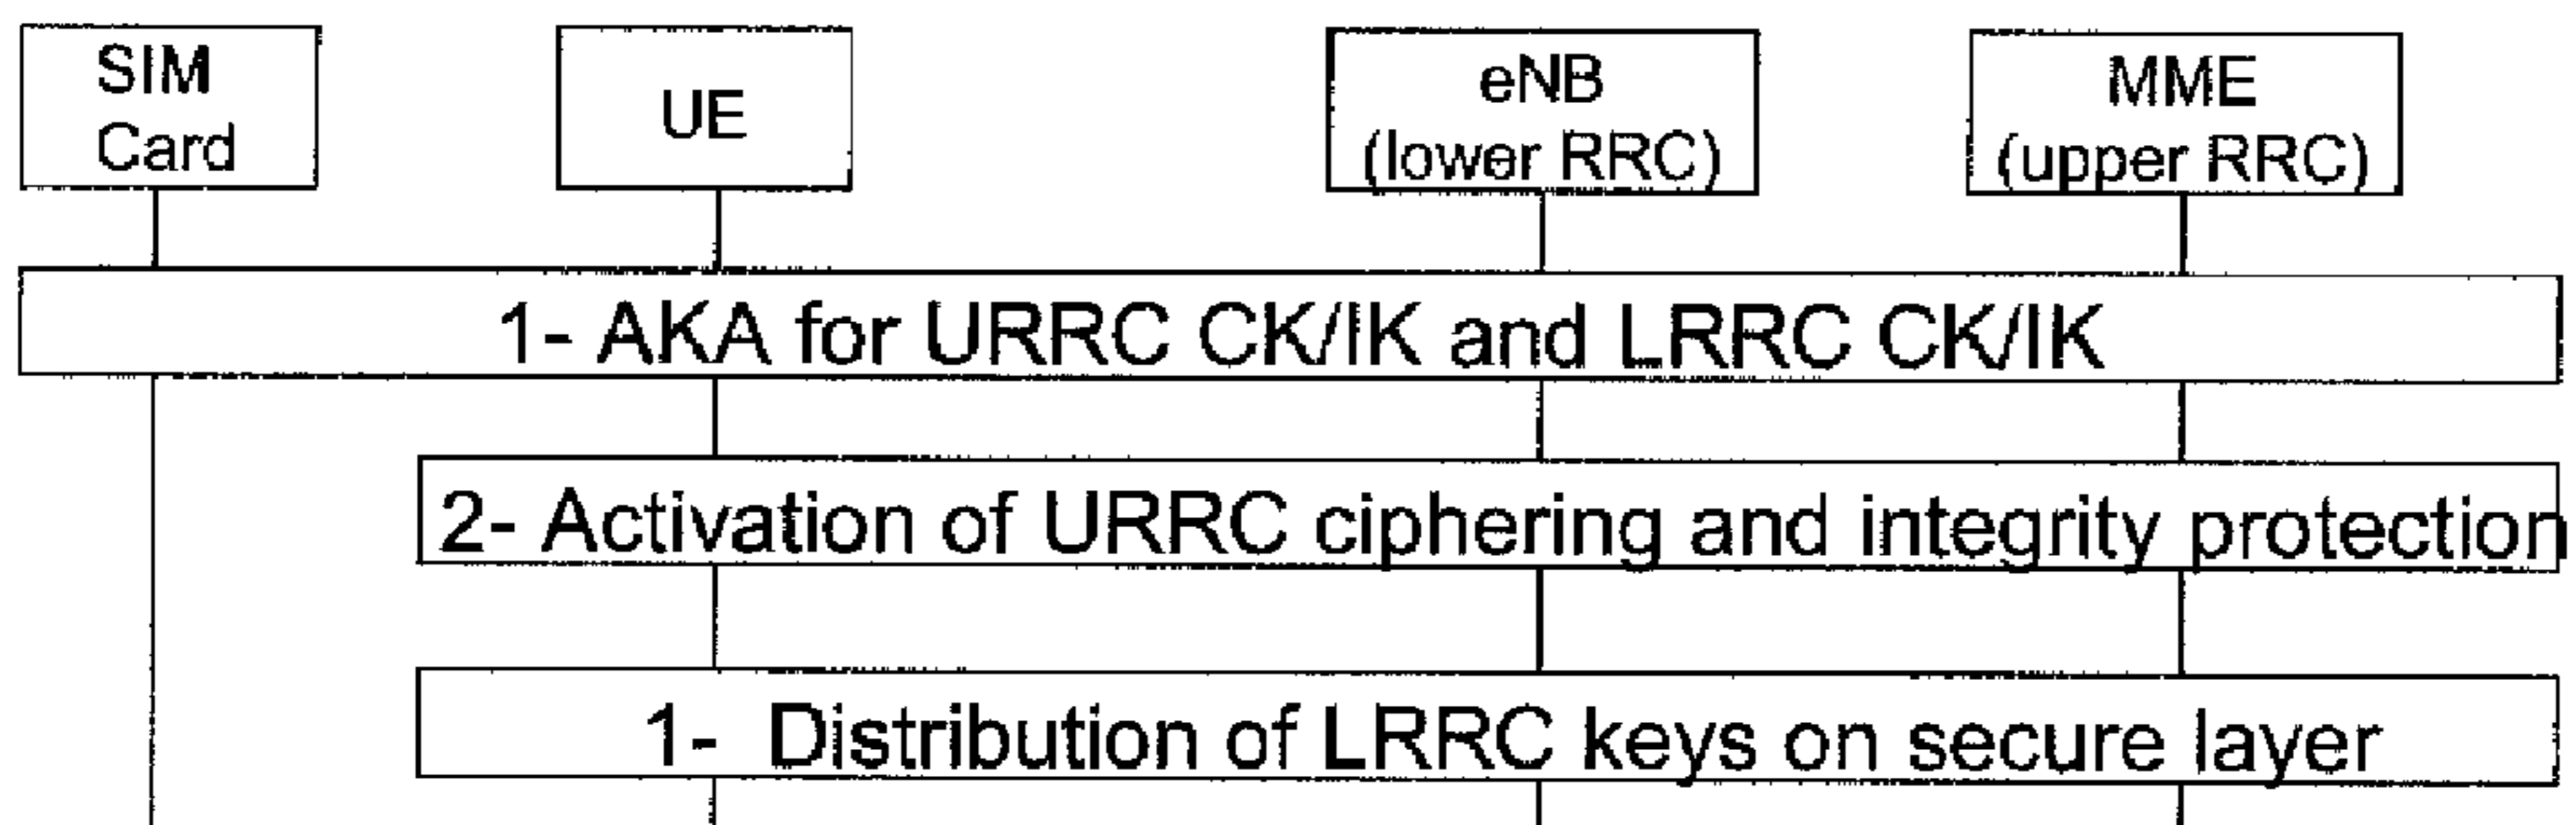 SIM
Card
UE
eNB
(lower RRC)
MME
(upper RRC)
1- AKA for URRC CK/IK and LRRC CK/IK
2- Activation of URRC ciphering and integrity protection
1- Distribution of LRRC keys on secure layer